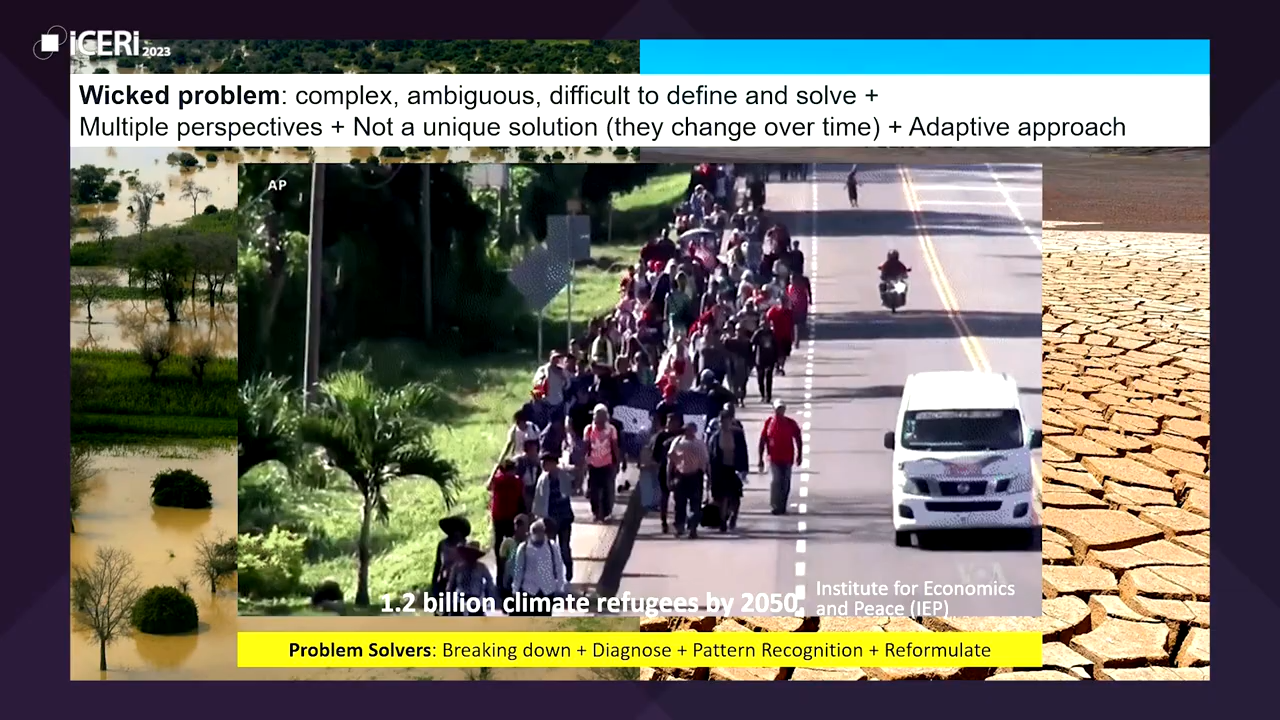 iCERi 2023
Wicked problem: complex, ambiguous, difficult to define and solve +
Multiple perspectives + Not a unique solution (they change over time) + Adaptive approach
AP
1.2 billion climate refugees by 2050
Institute for Economics
and Peace (IEP)
Problem Solvers: Breaking down + Diagnose + Pattern Recognition + Reformulate